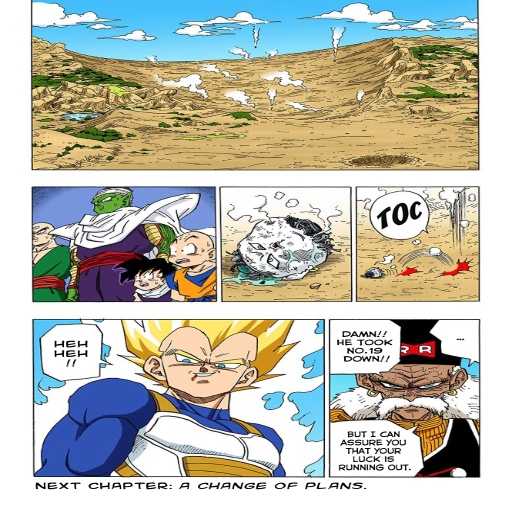 TOC
HEH
HEH
!!
DAMN!!
HE TOOK
NO.19
DOWN!!
...
R R
BUT I CAN
ASSURE YOU
THAT YOUR
LUCK IS
RUNNING OUT.
NEXT CHAPTER: A CHANGE OF PLANS.